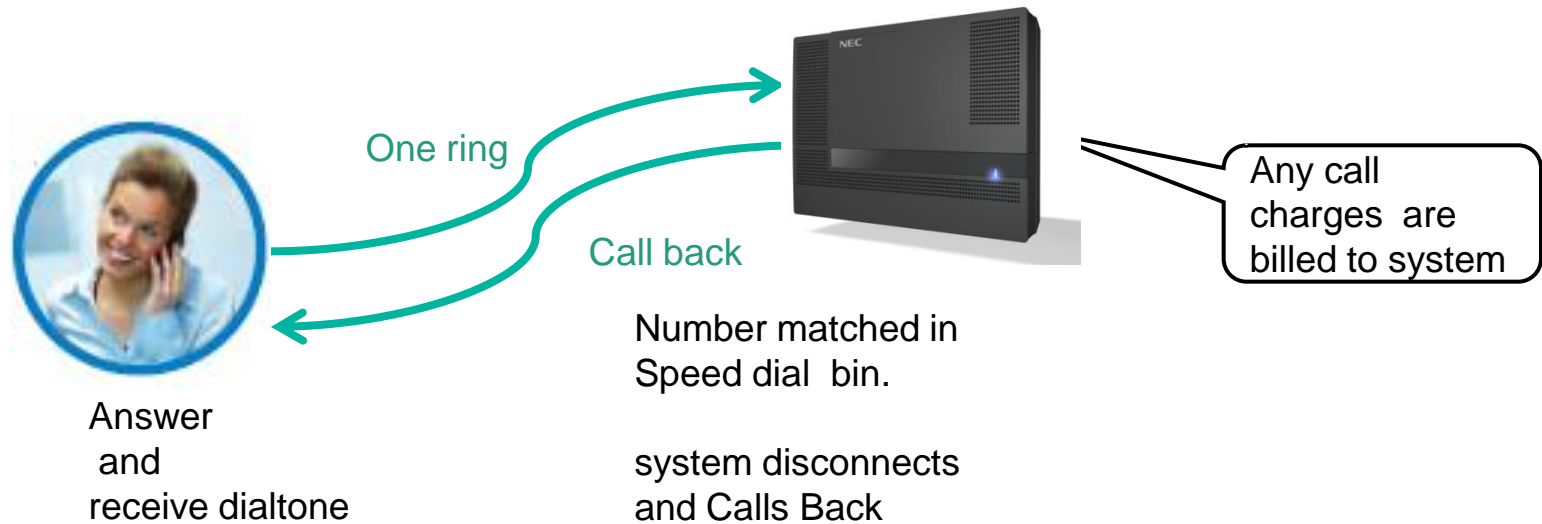 NEC
One ring
Any call
charges are
billed to system
Call back
Number matched in
Speed dial bin.
system disconnects
and Calls Back
Answer
and
receive dialtone